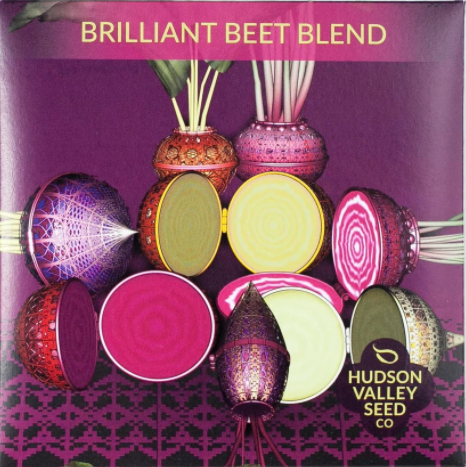 BRILLIANT BEET BLEND
HUDSON
VALLEY
SEED
CO